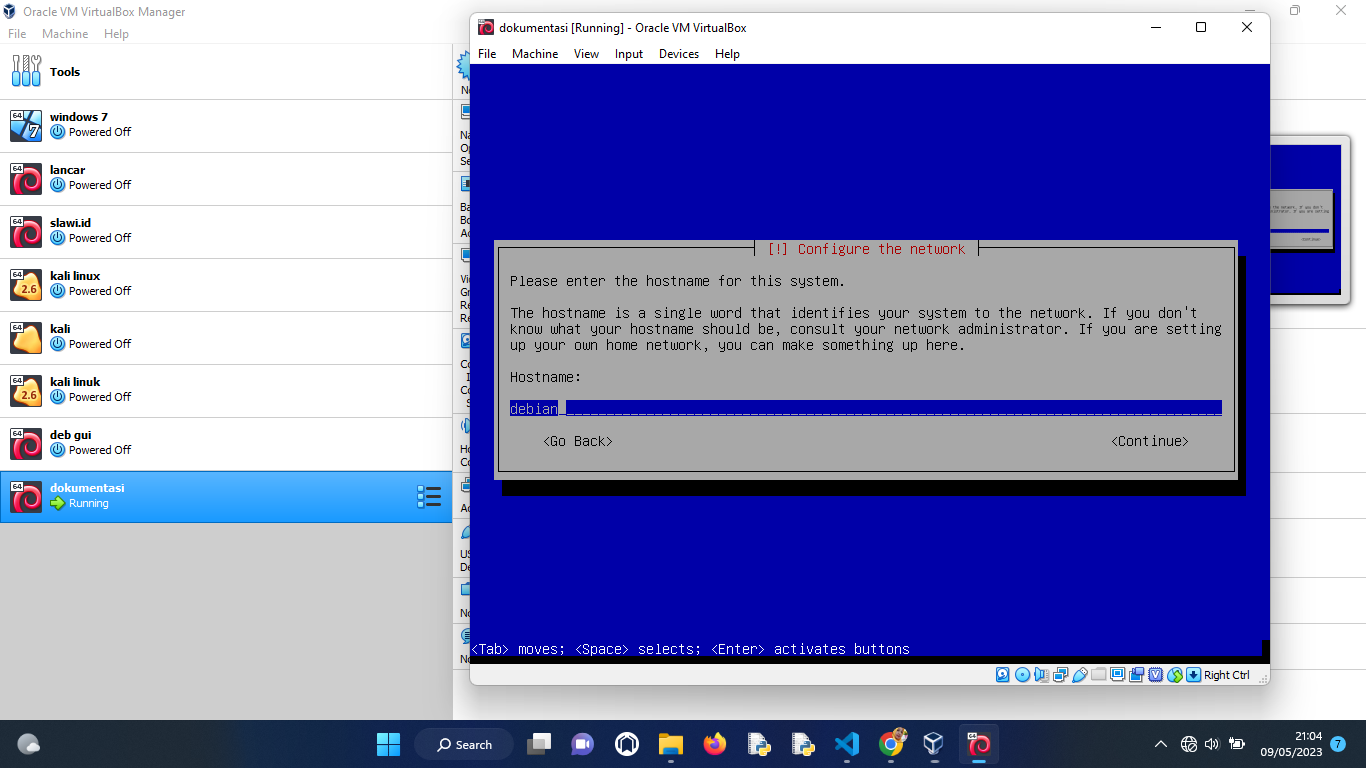 Oracle VM VirtualBox Manager
File Machine Help
Tools
windows 7
Powered Off
lancar
Powered Off
slawi.id
Powered Off
kali linux
Powered Off
kali
Powered Off
kali linuk
Powered Off
deb gui
Powered Off
dokumentasi
Running
dokumentasi [Running] - Oracle VM VirtualBox
File Machine View Input Devices Help
[!] Configure the network
Please enter the hostname for this system.
The hostname is a single word that identifies your system to the network. If you don't
know what your hostname should be, consult your network administrator. If you are setting
up your own home network, you can make something up here.
Hostname:
debian
<Go Back> <Continue>
<Tab> moves; <Space> selects; <Enter> activates buttons
Right Ctrl
Search
21:04
09/05/2023
7